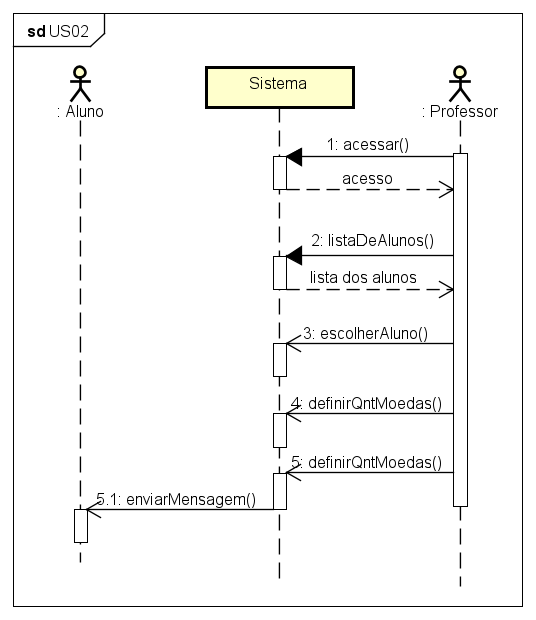 sd US02
Sistema
: Aluno
: Professor
1: acessar()
acesso
2: listaDeAlunos()
lista dos alunos
3: escolherAluno()
4: definirQntMoedas()
5: definirQntMoedas()
5.1: enviarMensagem()